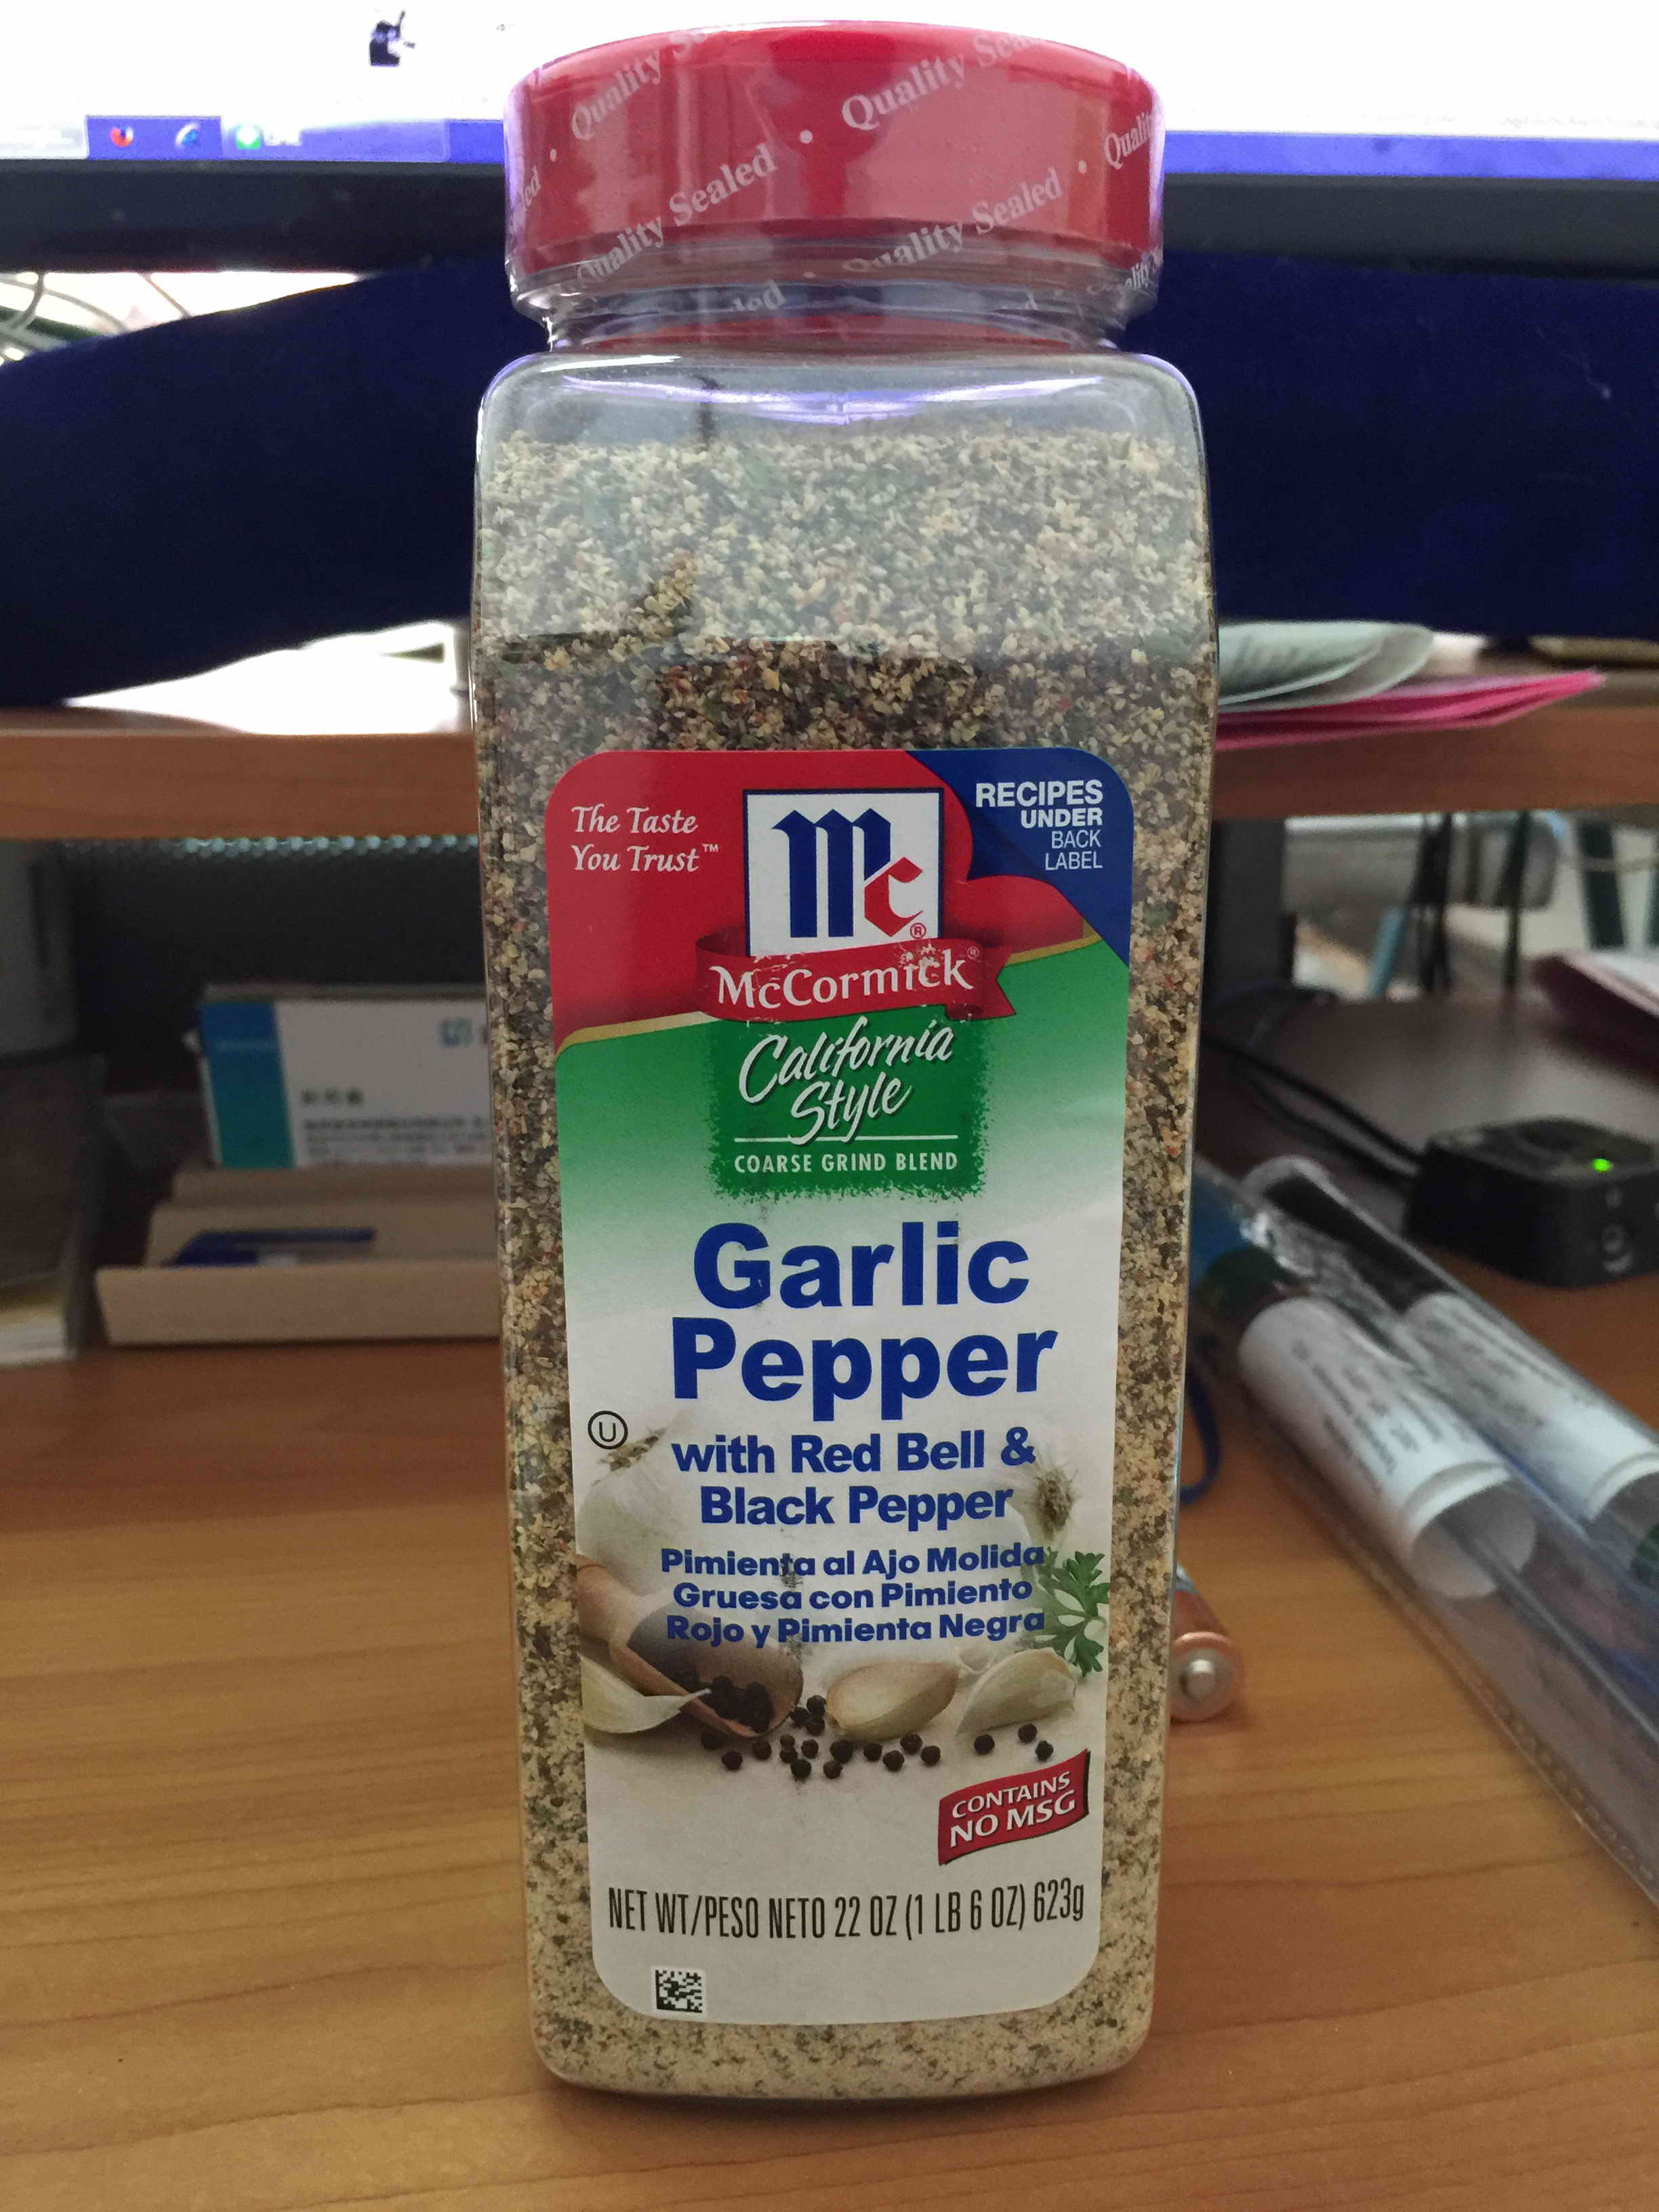 Quality Sealed
Quality Sealed
Quality Sealed
The Taste
You Trust™
Mc®
McCormick®
RECIPES
UNDER
BACK
LABEL
California
Style
COARSE GRIND BLEND
Garlic
Pepper
U
with Red Bell &
Black Pepper
Pimienta al Ajo Molida
Gruesa con Pimiento
Rojo y Pimienta Negra
CONTAINS
NO MSG
NET WT/PESO NETO 22 OZ (1 LB 6 OZ) 623g